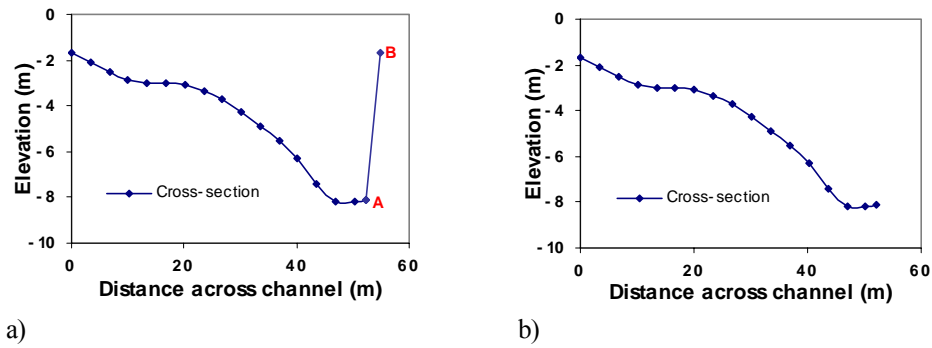 0
- 2
- 4
- 6
- 8
- 10
Elevation (m)
B
A
Cross- section
0
20
40
60
Distance across channel (m)
a)
0
- 2
- 4
- 6
- 8
- 10
Elevation (m)
Cross- section
0
20
40
60
Distance across channel (m)
b)